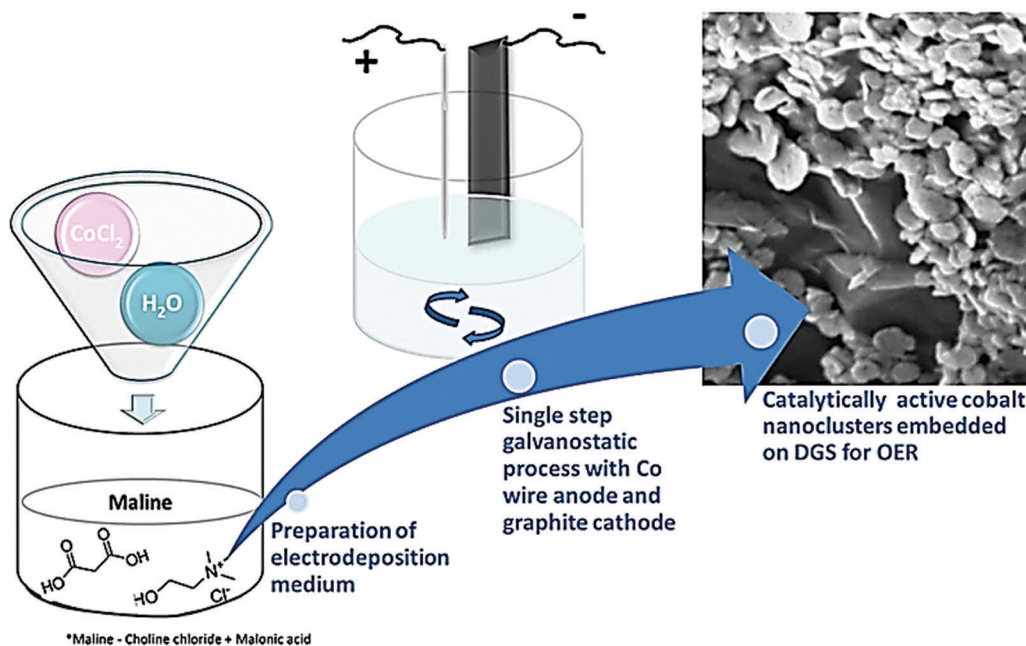 +
-
CoCl₂
H₂O
Maline
O
O
HO
OH
HO
N⁺
Cl⁻
Preparation of
electrodeposition
medium
Single step
galvanostatic
process with Co
wire anode and
graphite cathode
Catalytically active cobalt
nanoclusters embedded
on DGS for OER
*Maline - Choline chloride + Malonic acid